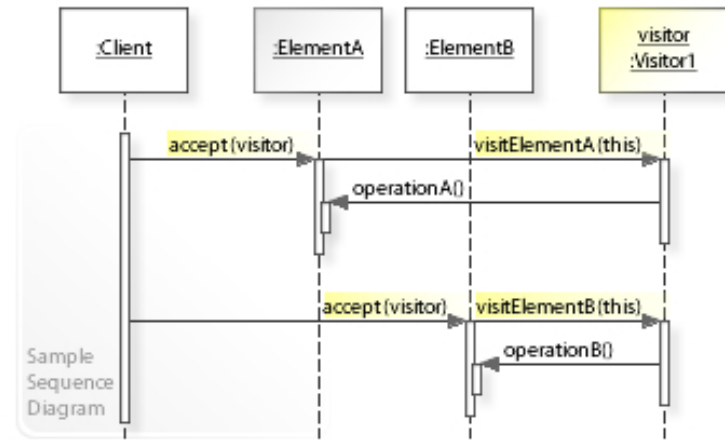 :Client
:ElementA
:ElementB
visitor
:Visitor1
accept(visitor)
visitElementA(this)
operationA()
accept(visitor)
visitElementB(this)
operationB()
Sample
Sequence
Diagram